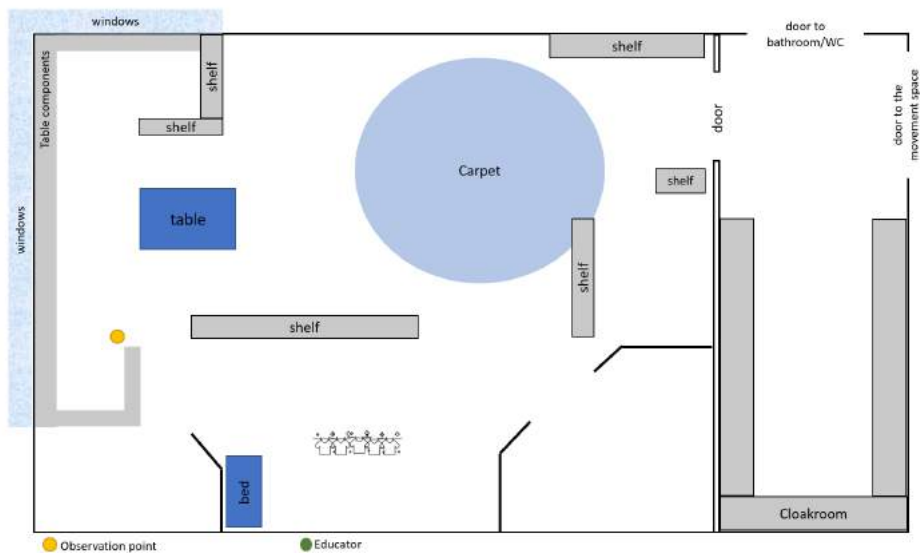 windows
door to
bathroom/WC
shelf
Table components
shelf
shelf
door
door to the
movement space
Carpet
shelf
table
windows
shelf
shelf
bed
Cloakroom
Observation point
Educator